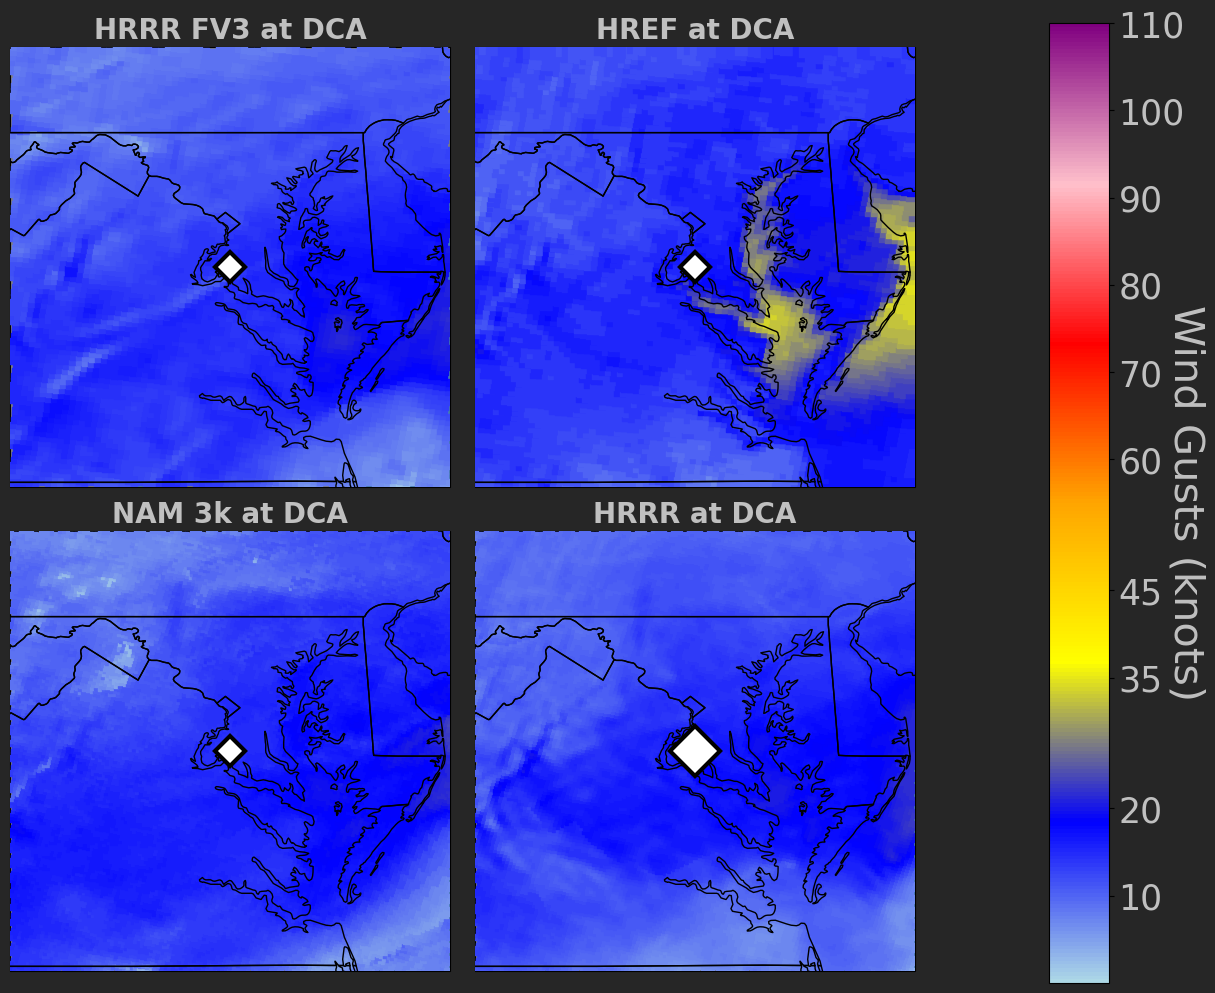 HRRR FV3 at DCA
HREF at DCA
NAM 3k at DCA
HRRR at DCA
110
100
90
80
70
60
45
35
20
10
Wind Gusts (knots)